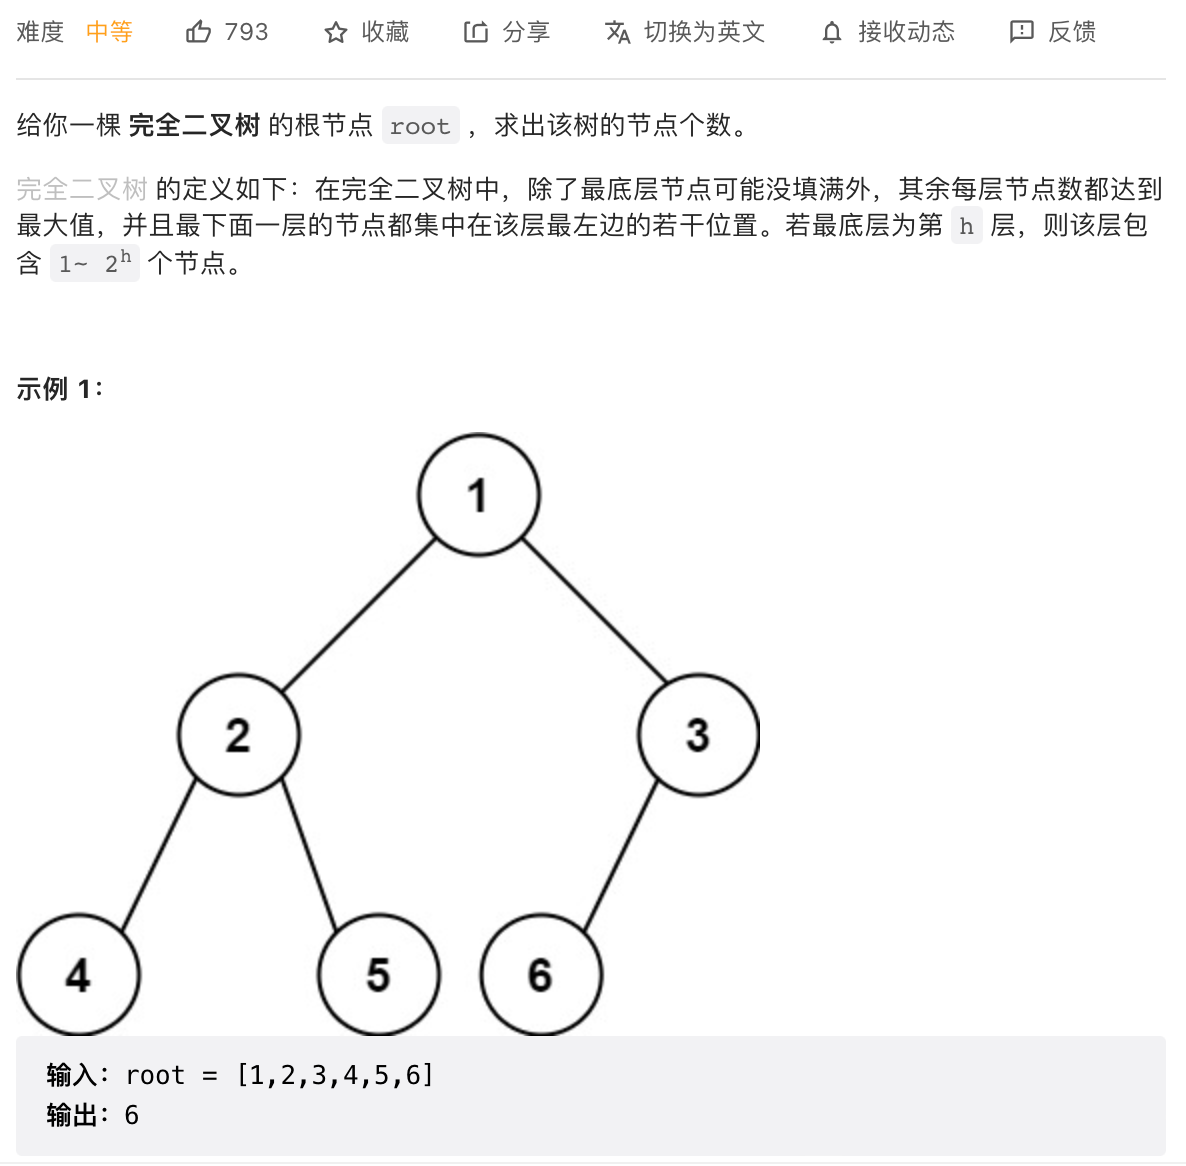 难度 中等 793 收藏 分享 切换为英文 接收动态 反馈
给你一棵 完全二叉树 的根节点 root ，求出该树的节点个数。
完全二叉树 的定义如下：在完全二叉树中，除了最底层节点可能没填满外，其余每层节点数都达到
最大值，并且最下面一层的节点都集中在该层最左边的若干位置。若最底层为第 h 层，则该层包
含 1~ 2ʰ 个节点。
示例 1：
1
2 3
4 5 6
输入：root = [1,2,3,4,5,6]
输出：6